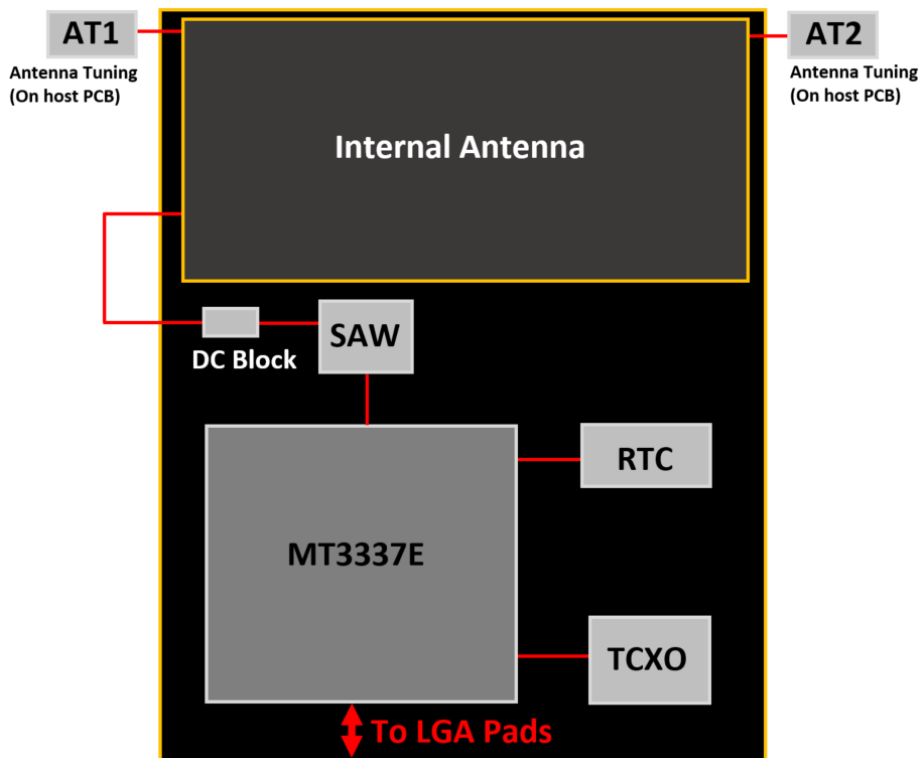 AT1
AT2
Antenna Tuning
(On host PCB)
Antenna Tuning
(On host PCB)
Internal Antenna
SAW
DC Block
RTC
MT3337E
TCXO
To LGA Pads